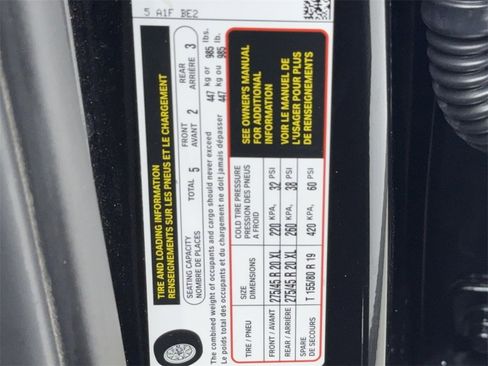 5 A1F BE2
TIRE AND LOADING INFORMATION
RENSEIGNEMENTS SUR LES PNEUS ET LE CHARGEMENT
SEATING CAPACITY
NOMBRE DE PLACES
TOTAL 5
FRONT
AVANT 2
REAR
ARRIÈRE 3
The combined weight of occupants and cargo should never exceed 447 kg or 985 lbs.
Le poids total des occupants et du chargement ne doit jamais dépasser 447 kg ou 985 lb.
TIRE / PNEU
SIZE
DIMENSIONS
COLD TIRE PRESSURE
PRESSION DES PNEUS
A FROID
FRONT / AVANT 275/45 R 20 XL 220 KPA, 32 PSI
REAR / ARRIÈRE 275/45 R 20 XL 260 KPA, 38 PSI
SPARE
DE SECOURS T 155/80 R 19 420 KPA, 60 PSI
SEE OWNER'S MANUAL
FOR ADDITIONAL
INFORMATION
VOIR LE MANUEL DE
L'USAGER POUR PLUS
DE RENSEIGNEMENTS